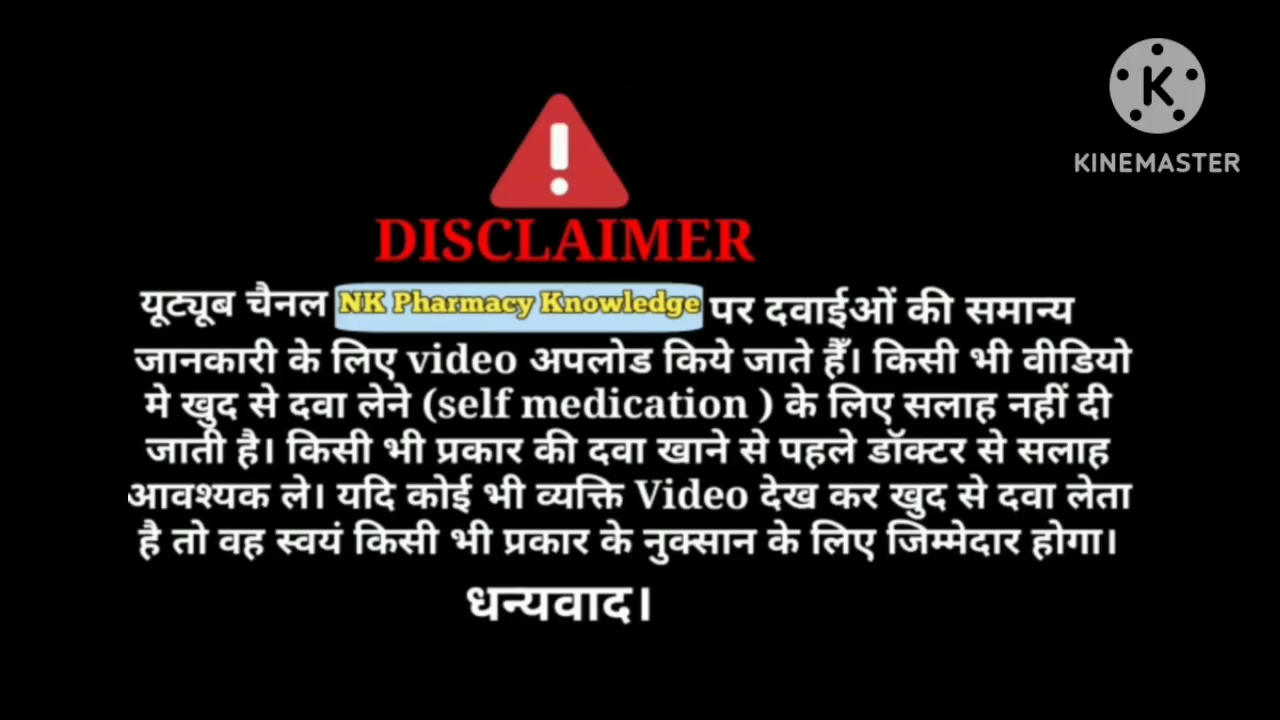 K
KINEMASTER
DISCLAIMER
यूट्यूब चैनल NK Pharmacy Knowledge पर दवाईओं की समान्य
जानकारी के लिए video अपलोड किये जाते हैं। किसी भी वीडियो
मे खुद से दवा लेने (self medication ) के लिए सलाह नहीं दी
जाती है। किसी भी प्रकार की दवा खाने से पहले डॉक्टर से सलाह
आवश्यक ले। यदि कोई भी व्यक्ति Video देख कर खुद से दवा लेता
है तो वह स्वयं किसी भी प्रकार के नुक्सान के लिए जिम्मेदार होगा।
धन्यवाद।